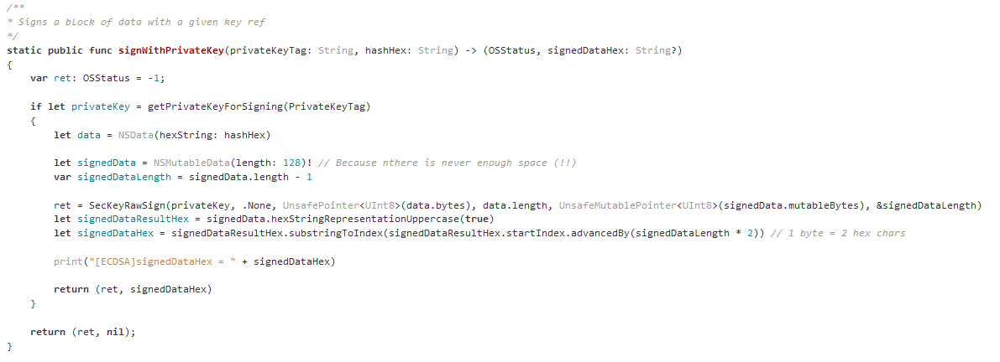 /**
* Signs a block of data with a given key ref
*/
static public func signWithPrivateKey(privateKeyTag: String, hashHex: String) -> (OSStatus, signedDataHex: String?)
{
    var ret: OSStatus = -1;

    if let privateKey = getPrivateKeyForSigning(PrivateKeyTag)
    {
        let data = NSData(hexString: hashHex)

        let signedData = NSMutableData(length: 128)! // Because nthere is never enough space (!!)
        var signedDataLength = signedData.length - 1

        ret = SecKeyRawSign(privateKey, .None, UnsafePointer<UInt8>(data.bytes), data.length, UnsafeMutablePointer<UInt8>(signedData.mutableBytes), &signedDataLength)
        let signedDataResultHex = signedData.hexStringRepresentationUppercase(true)
        let signedDataHex = signedDataResultHex.substringToIndex(signedDataResultHex.startIndex.advancedBy(signedDataLength * 2)) // 1 byte = 2 hex chars

        print("[ECDSA]signedDataHex = " + signedDataHex)

        return (ret, signedDataHex)
    }

    return (ret, nil);
}